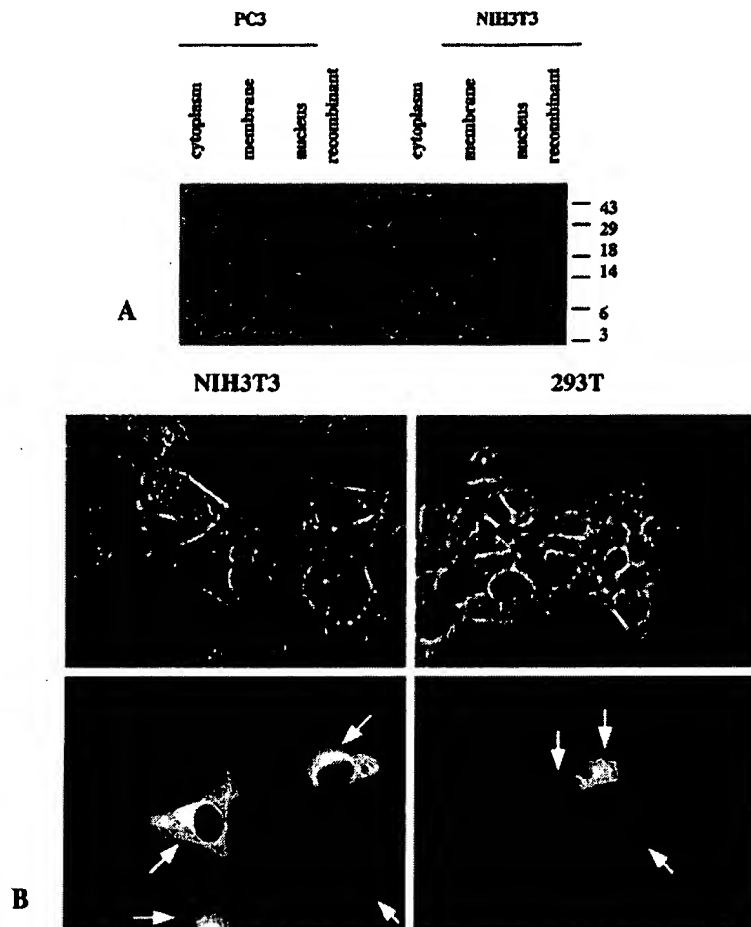 PC3 NIH3T3
cytoplasm membrane nucleus recombinant cytoplasm membrane nucleus recombinant
43
29
18
14
6
3
A
NIH3T3 293T
B